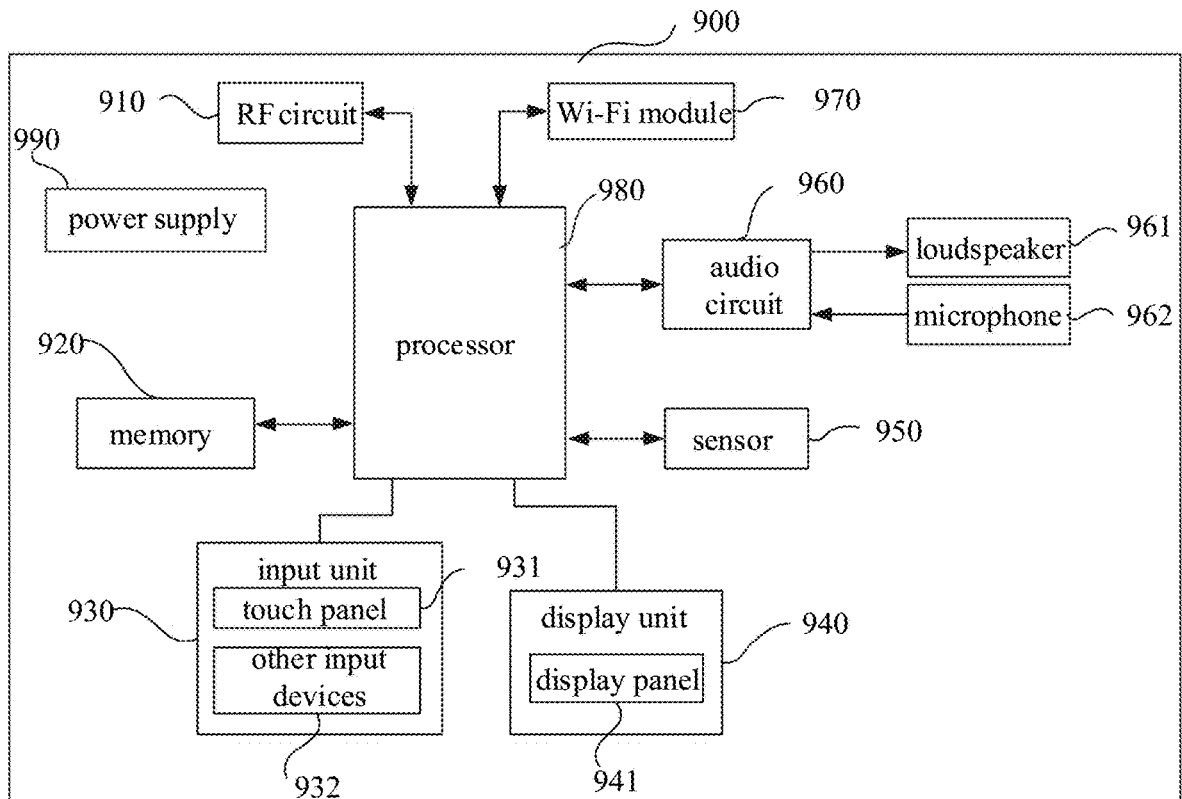 900
910
RF circuit
Wi-Fi module
970
990
power supply
980
960
audio
circuit
loudspeaker
961
microphone
962
processor
920
memory
sensor
950
930
input unit
931
touch panel
other input
devices
932
display unit
940
display panel
941